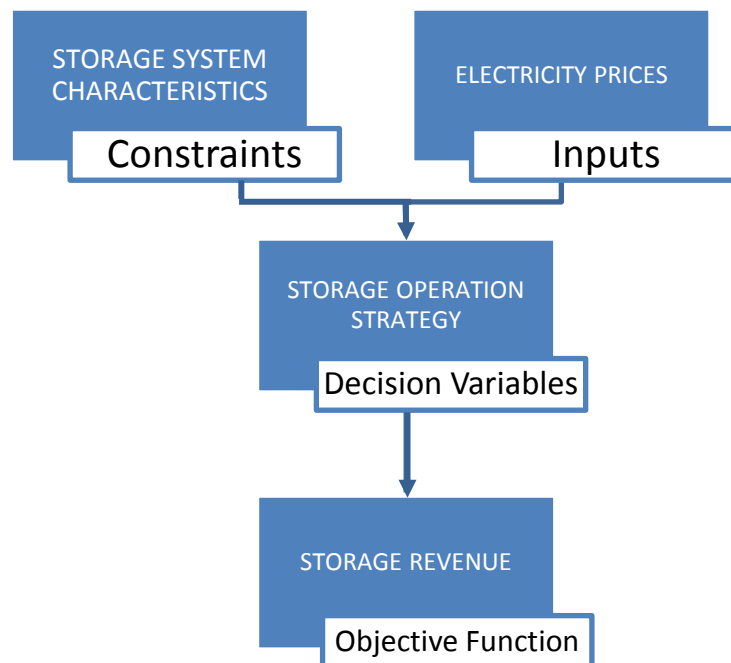 STORAGE SYSTEM
CHARACTERISTICS
Constraints
ELECTRICITY PRICES
Inputs
STORAGE OPERATION
STRATEGY
Decision Variables
STORAGE REVENUE
Objective Function